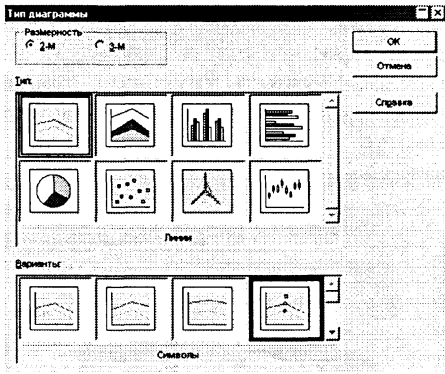 Тип диаграммы
Размерность
2-М
3-М
ОК
Отмена
Справка
Тип:
Линии
Варианты:
Символы